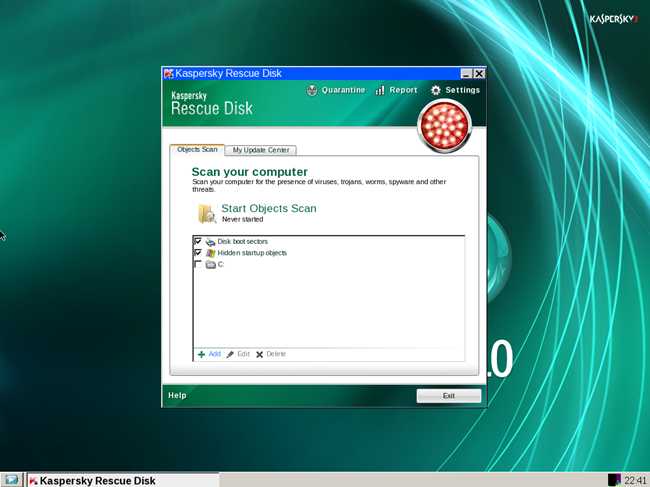 KASPERSKY
Kaspersky Rescue Disk
Kaspersky
Rescue Disk
Quarantine
Report
Settings
Objects Scan
My Update Center
Scan your computer
Scan your computer for the presence of viruses, trojans, worms, spyware and other
threats.
Start Objects Scan
Never started
Disk boot sectors
Hidden startup objects
C:
Add
Edit
Delete
.0
Help
Exit
Kaspersky Rescue Disk
22:41